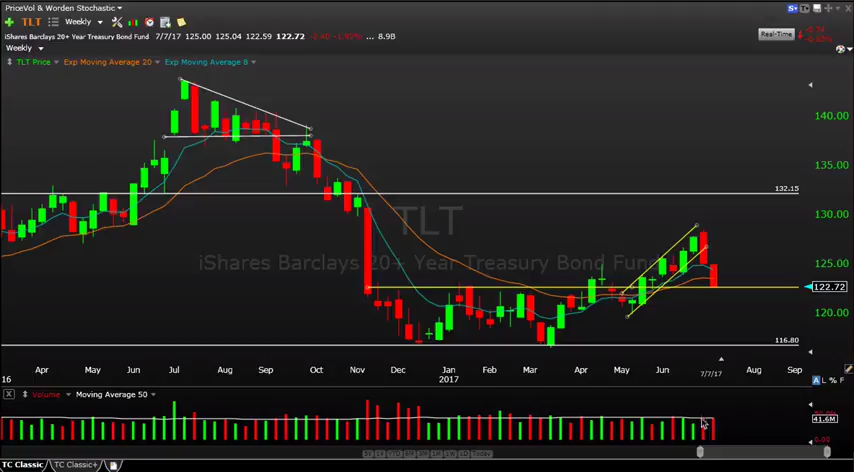 PriceVol & Worden Stochastic
TLT
Weekly
iShares Barclays 20+ Year Treasury Bond Fund 7/7/17 125.00 125.04 122.59 122.72 -2.40 -1.92% ... 8.9B
Real-Time
Weekly
TLT Price Exp Moving Average 20 Exp Moving Average 8
140.00
135.00
132.15
130.00
TLT
iShares Barclays 20+ Year Treasury Bond Fund
125.00
122.72
120.00
116.80
16 Apr May Jun Jul Aug Sep Oct Nov Dec Jan 2017 Feb Mar Apr May Jun 7/7/17 Aug Sep
A L % F
X Volume Moving Average 50
41.6M
0.00
TC Classic TC Classic+